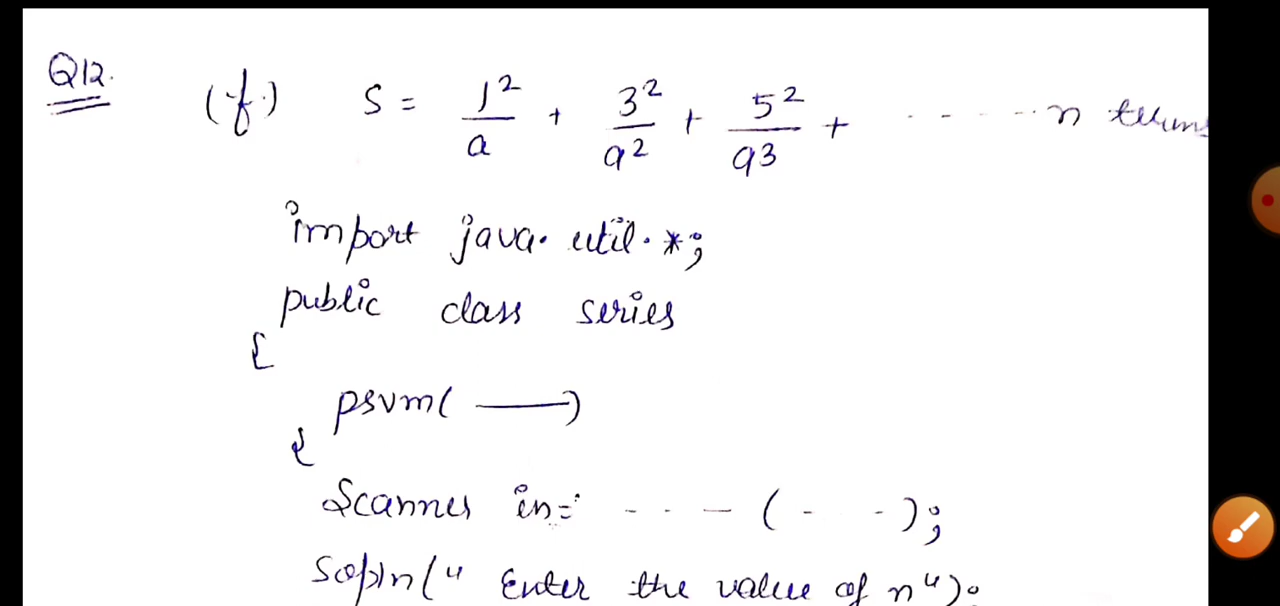 Q12.
(f.) S = 1²/a + 3²/a² + 5²/a³ + ------ n terms
import java.util.*;
public class series
{
psvm( —— )
{
Scanner in= - - - ( - - - );
sopln(" Enter the value of n");